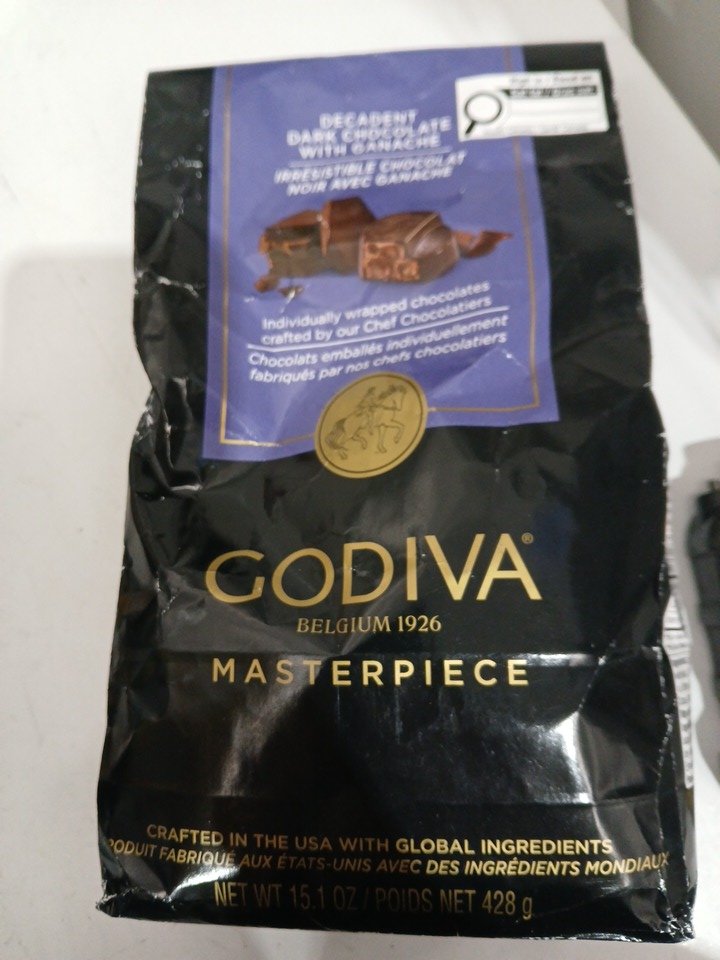 DECADENT
DARK CHOCOLATE
WITH GANACHE
IRRESISTIBLE CHOCOLAT
NOIR AVEC GANACHE
Individually wrapped chocolates
crafted by our Chef Chocolatiers
Chocolats emballés individuellement
fabriqués par nos chefs chocolatiers
GODIVA®
BELGIUM 1926
MASTERPIECE
CRAFTED IN THE USA WITH GLOBAL INGREDIENTS
PRODUIT FABRIQUÉ AUX ÉTATS-UNIS AVEC DES INGRÉDIENTS MONDIAUX
NET WT 15.1 OZ / POIDS NET 428 g